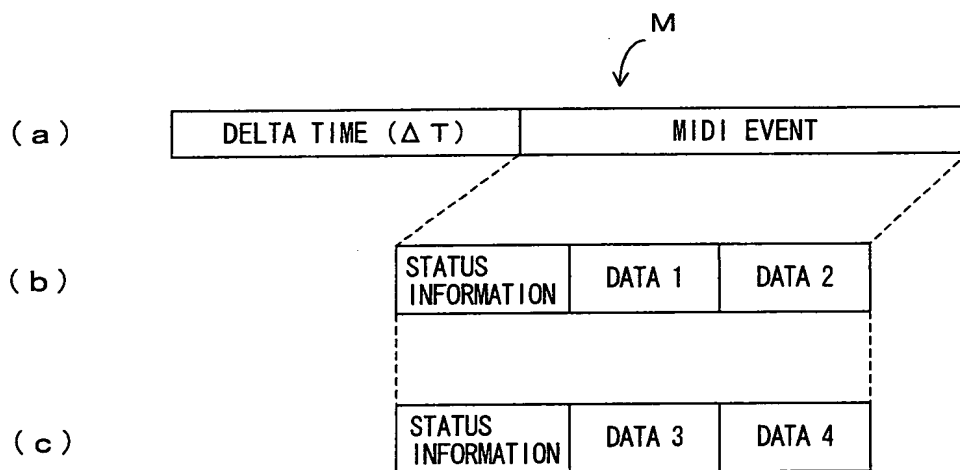 M
(a) DELTA TIME (ΔT) MIDI EVENT
(b) STATUS INFORMATION DATA 1 DATA 2
(c) STATUS INFORMATION DATA 3 DATA 4